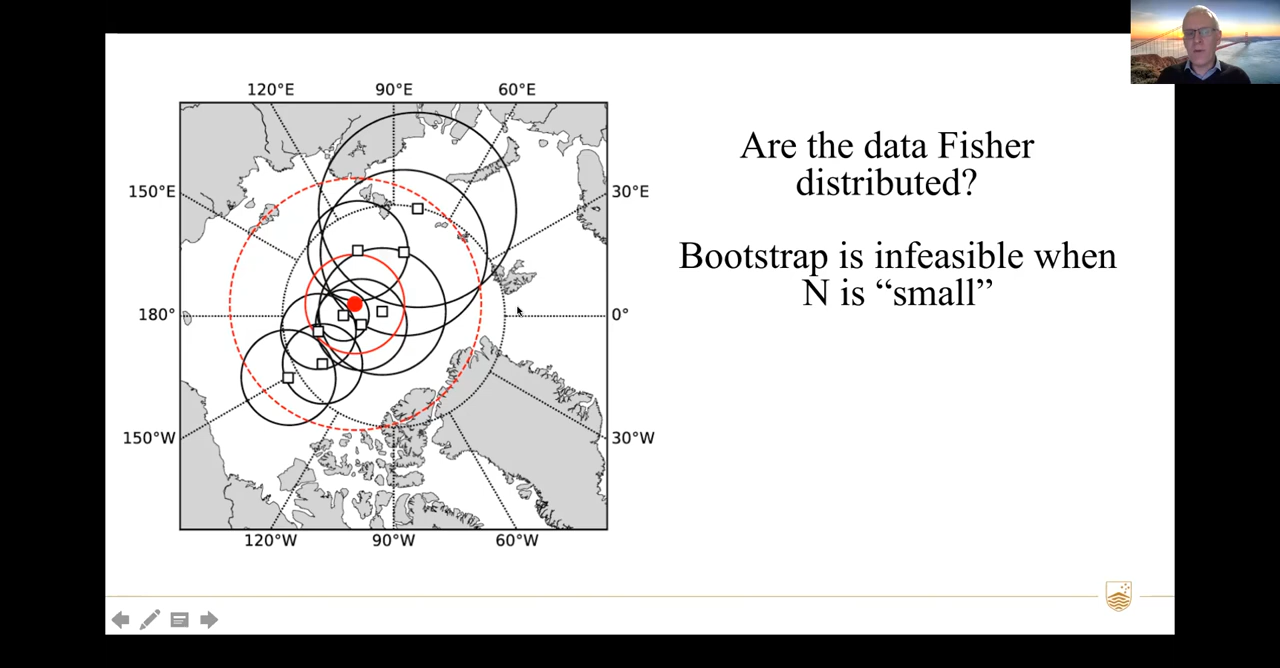 120°E 90°E 60°E
150°E 30°E
180° 0°
150°W 30°W
120°W 90°W 60°W
Are the data Fisher
distributed?
Bootstrap is infeasible when
N is “small”